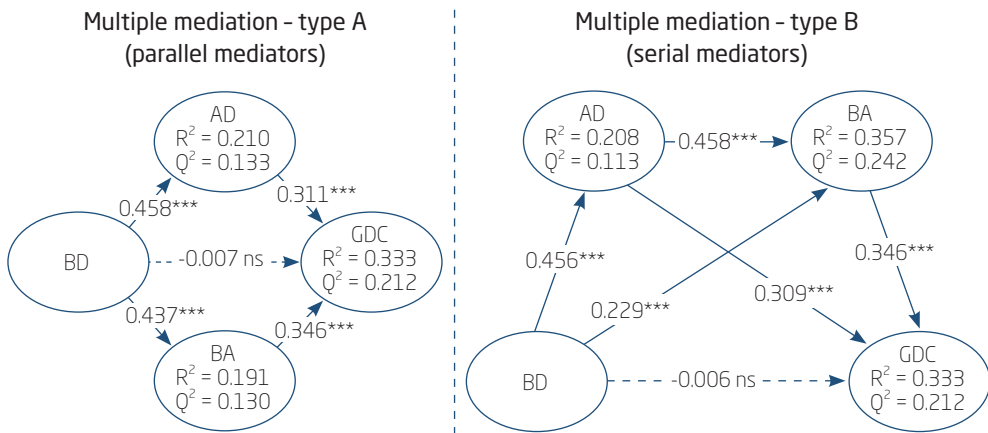 Multiple mediation – type A
(parallel mediators)
AD
R² = 0.210
Q² = 0.133
0.458***
0.311***
BD
-0.007 ns
GDC
R² = 0.333
Q² = 0.212
0.437***
0.346***
BA
R² = 0.191
Q² = 0.130
Multiple mediation – type B
(serial mediators)
AD
R² = 0.208
Q² = 0.113
0.458***
BA
R² = 0.357
Q² = 0.242
0.456***
0.229***
0.309***
0.346***
BD
-0.006 ns
GDC
R² = 0.333
Q² = 0.212